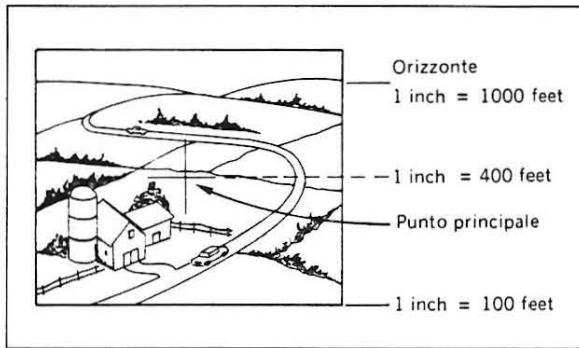 Orizzonte
1 inch = 1000 feet
1 inch = 400 feet
Punto principale
1 inch = 100 feet